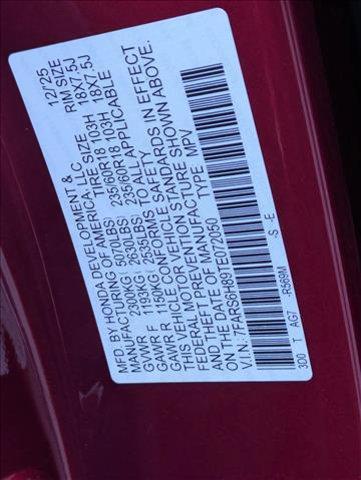 MFD BY HONDA DEVELOPMENT & 12/25
MANUFACTURING OF AMERICA, LLC
GVWR 2300KG (5070LBS) TIRE SIZE RIM SIZE
GAWR F 1193KG (2630LBS) 235/60R18 103H 18X7.5J
GAWR R 1150KG (2535LBS) 235/60R18 103H 18X7.5J
THIS VEHICLE CONFORMS TO ALL APPLICABLE
FEDERAL MOTOR VEHICLE SAFETY
AND THEFT PREVENTION STANDARDS IN EFFECT ON THE DATE OF MANUFACTURE SHOWN ABOVE.
V.I.N.: 7FARS6H89TE072050 TYPE: MPV
-S -E
-R569M
3D0 T AG7